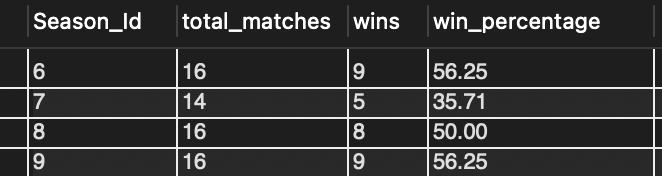 Season_Id total_matches wins win_percentage
6 16 9 56.25
7 14 5 35.71
8 16 8 50.00
9 16 9 56.25